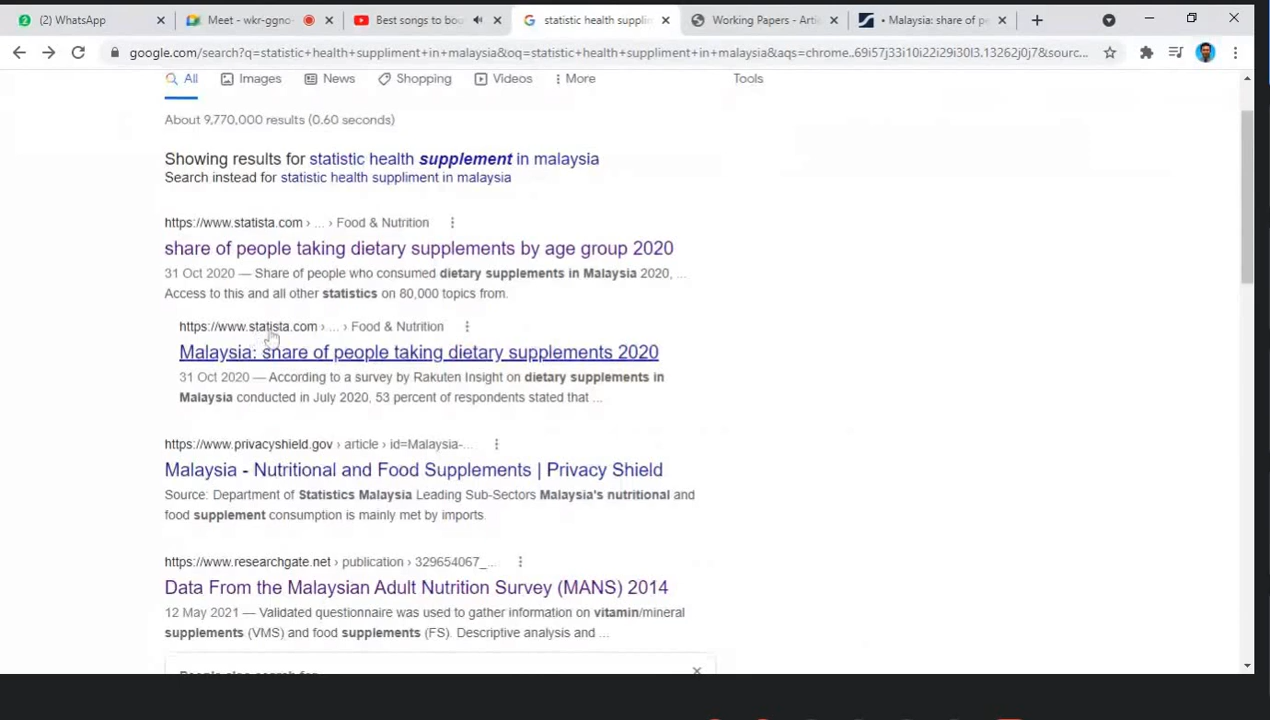 (2) WhatsApp
Meet - wkr-ggno-
Best songs to bou
statistic health supplim
Working Papers - Artic
Malaysia: share of pe
google.com/search?q=statistic+health+suppliment+in+malaysia&oq=statistic+health+suppliment+in+malaysia&aqs=chrome..69i57j33i10i22i29i30l3.13262j0j7&sourc...
All
Images
News
Shopping
Videos
More
Tools
About 9,770,000 results (0.60 seconds)
Showing results for statistic health supplement in malaysia
Search instead for statistic health suppliment in malaysia
https://www.statista.com › ... › Food & Nutrition
share of people taking dietary supplements by age group 2020
31 Oct 2020 — Share of people who consumed dietary supplements in Malaysia 2020, ...
Access to this and all other statistics on 80,000 topics from.
https://www.statista.com › ... › Food & Nutrition
Malaysia: share of people taking dietary supplements 2020
31 Oct 2020 — According to a survey by Rakuten Insight on dietary supplements in
Malaysia conducted in July 2020, 53 percent of respondents stated that ...
https://www.privacyshield.gov › article › id=Malaysia-...
Malaysia - Nutritional and Food Supplements | Privacy Shield
Source: Department of Statistics Malaysia Leading Sub-Sectors Malaysia's nutritional and
food supplement consumption is mainly met by imports.
https://www.researchgate.net › publication › 329654067_...
Data From the Malaysian Adult Nutrition Survey (MANS) 2014
12 May 2021 — Validated questionnaire was used to gather information on vitamin/mineral
supplements (VMS) and food supplements (FS). Descriptive analysis and ...
People also search for